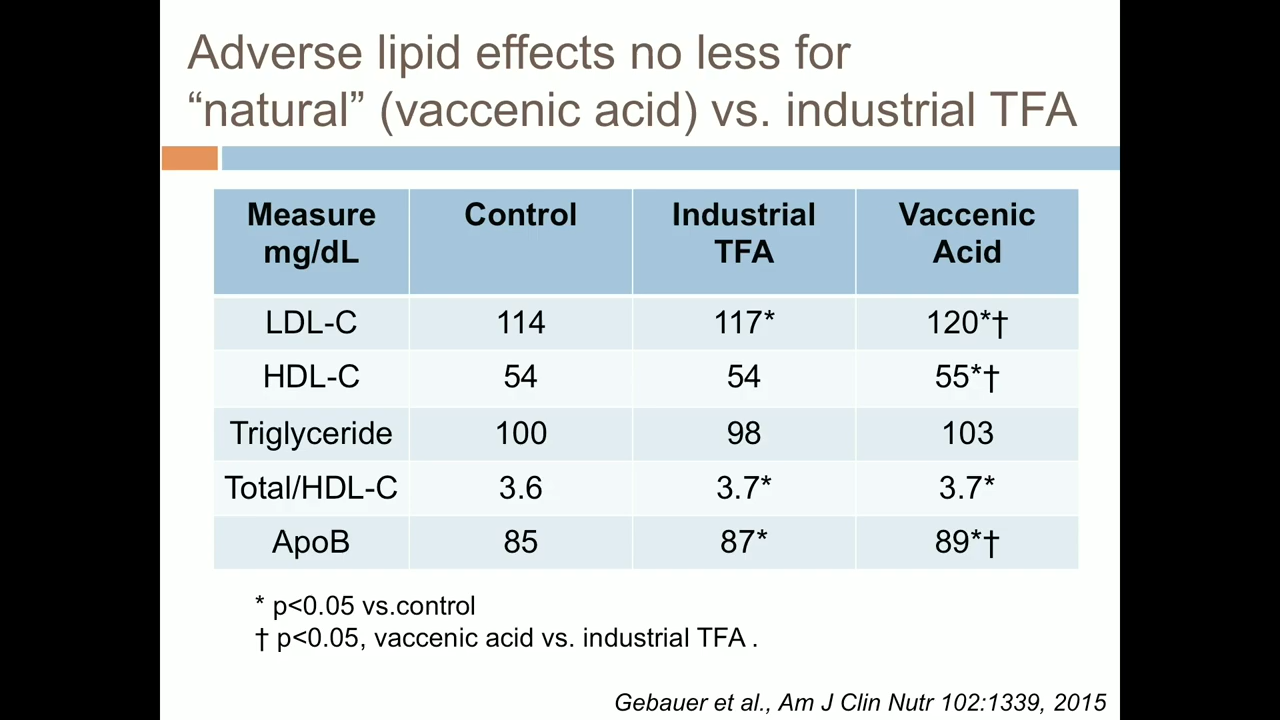 Adverse lipid effects no less for
“natural” (vaccenic acid) vs. industrial TFA
Measure mg/dL Control Industrial TFA Vaccenic Acid
LDL-C 114 117* 120*†
HDL-C 54 54 55*†
Triglyceride 100 98 103
Total/HDL-C 3.6 3.7* 3.7*
ApoB 85 87* 89*†
* p<0.05 vs.control
† p<0.05, vaccenic acid vs. industrial TFA .
Gebauer et al., Am J Clin Nutr 102:1339, 2015